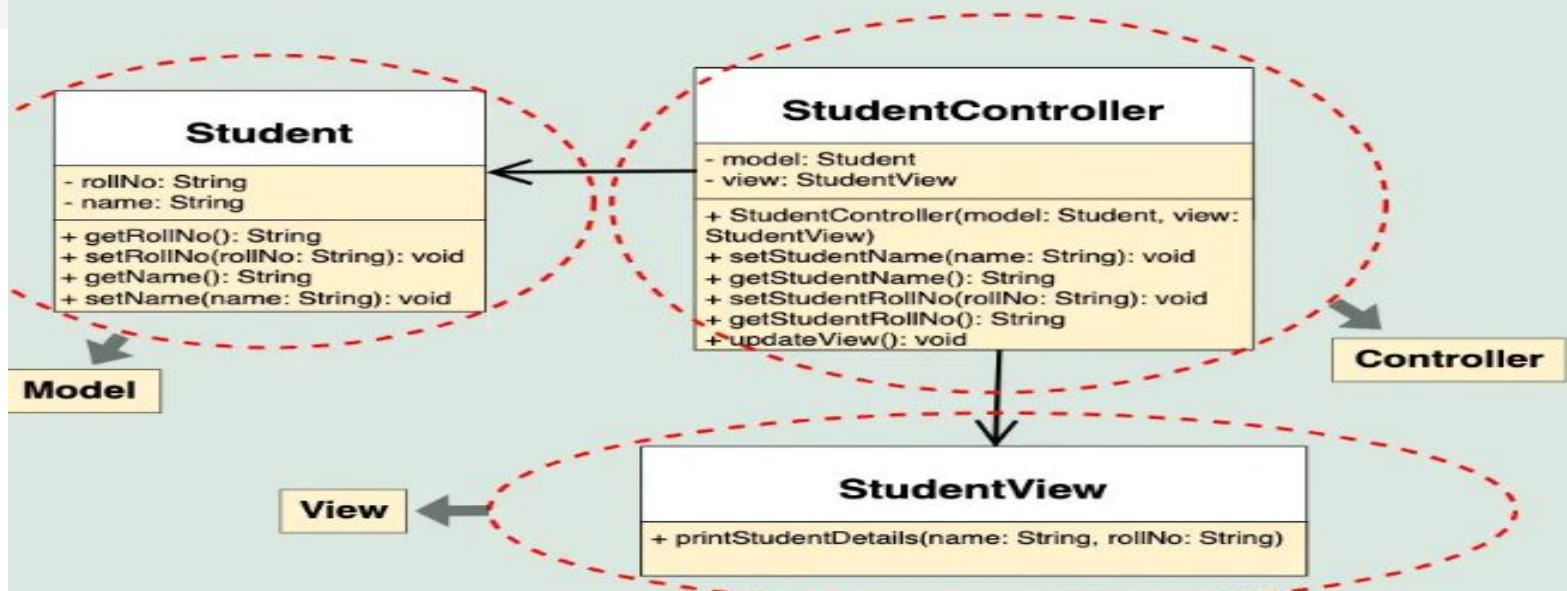 Student
- rollNo: String
- name: String
+ getRollNo(): String
+ setRollNo(rollNo: String): void
+ getName(): String
+ setName(name: String): void
Model
StudentController
- model: Student
- view: StudentView
+ StudentController(model: Student, view:
StudentView)
+ setStudentName(name: String): void
+ getStudentName(): String
+ setStudentRollNo(rollNo: String): void
+ getStudentRollNo(): String
+ updateView(): void
Controller
View
StudentView
+ printStudentDetails(name: String, rollNo: String)